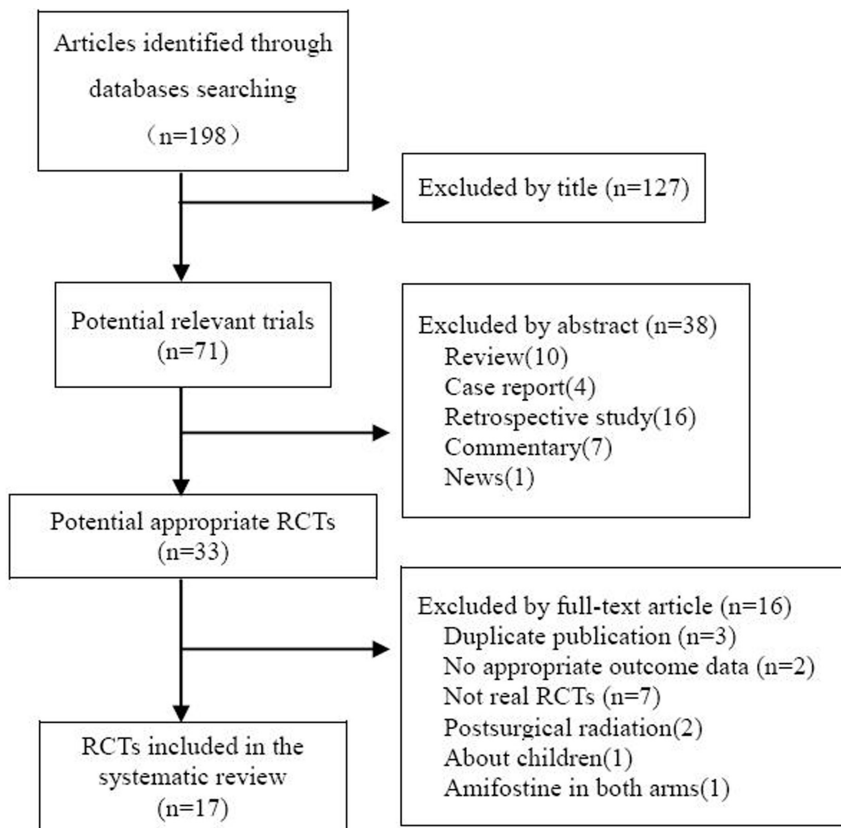 Articles identified through
databases searching
（n=198）
Excluded by title (n=127)
Potential relevant trials
(n=71)
Excluded by abstract (n=38)
Review(10)
Case report(4)
Retrospective study(16)
Commentary(7)
News(1)
Potential appropriate RCTs
(n=33)
Excluded by full-text article (n=16)
Duplicate publication (n=3)
No appropriate outcome data (n=2)
Not real RCTs (n=7)
Postsurgical radiation(2)
About children(1)
Amifostine in both arms(1)
RCTs included in the
systematic review
(n=17)